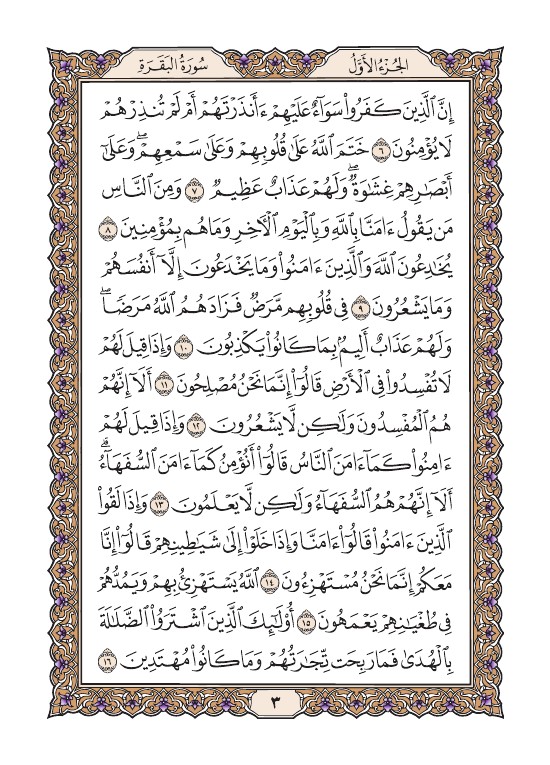 الجُزْءُ الأَوَّلُ
سُورَةُ البَقَرَةِ
إِنَّ ٱلَّذِينَ كَفَرُوا۟ سَوَآءٌ عَلَيْهِمْ ءَأَنذَرْتَهُمْ أَمْ لَمْ تُنذِرْهُمْ
لَا يُؤْمِنُونَ ٦ خَتَمَ ٱللَّهُ عَلَىٰ قُلُوبِهِمْ وَعَلَىٰ سَمْعِهِمْ ۖ وَعَلَىٰٓ
أَبْصَـٰرِهِمْ غِشَـٰوَةٌ ۖ وَلَهُمْ عَذَابٌ عَظِيمٌ ٧ وَمِنَ ٱلنَّاسِ
مَن يَقُولُ ءَامَنَّا بِٱللَّهِ وَبِٱلْيَوْمِ ٱلْـَٔاخِرِ وَمَا هُم بِمُؤْمِنِينَ ٨
يُخَـٰدِعُونَ ٱللَّهَ وَٱلَّذِينَ ءَامَنُوا۟ وَمَا يَخْدَعُونَ إِلَّآ أَنفُسَهُمْ
وَمَا يَشْعُرُونَ ٩ فِى قُلُوبِهِم مَّرَضٌ فَزَادَهُمُ ٱللَّهُ مَرَضًا ۖ
وَلَهُمْ عَذَابٌ أَلِيمٌۢ بِمَا كَانُوا۟ يَكْذِبُونَ ١٠ وَإِذَا قِيلَ لَهُمْ
لَا تُفْسِدُوا۟ فِى ٱلْأَرْضِ قَالُوٓا۟ إِنَّمَا نَحْنُ مُصْلِحُونَ ١١ أَلَآ إِنَّهُمْ
هُمُ ٱلْمُفْسِدُونَ وَلَـٰكِن لَّا يَشْعُرُونَ ١٢ وَإِذَا قِيلَ لَهُمْ
ءَامِنُوا۟ كَمَآ ءَامَنَ ٱلنَّاسُ قَالُوٓا۟ أَنُؤْمِنُ كَمَآ ءَامَنَ ٱلسُّفَهَآءُ ۗ
أَلَآ إِنَّهُمْ هُمُ ٱلسُّفَهَآءُ وَلَـٰكِن لَّا يَعْلَمُونَ ١٣ وَإِذَا لَقُوا۟
ٱلَّذِينَ ءَامَنُوا۟ قَالُوٓا۟ ءَامَنَّا وَإِذَا خَلَوْا۟ إِلَىٰ شَيَـٰطِينِهِمْ قَالُوٓا۟ إِنَّا
مَعَكُمْ إِنَّمَا نَحْنُ مُسْتَهْزِءُونَ ١٤ ٱللَّهُ يَسْتَهْزِئُ بِهِمْ وَيَمُدُّهُمْ
فِى طُغْيَـٰنِهِمْ يَعْمَهُونَ ١٥ أُو۟لَـٰٓئِكَ ٱلَّذِينَ ٱشْتَرَوُا۟ ٱلضَّلَـٰلَةَ
بِٱلْهُدَىٰ فَمَا رَبِحَت تِّجَـٰرَتُهُمْ وَمَا كَانُوا۟ مُهْتَدِينَ ١٦
٣